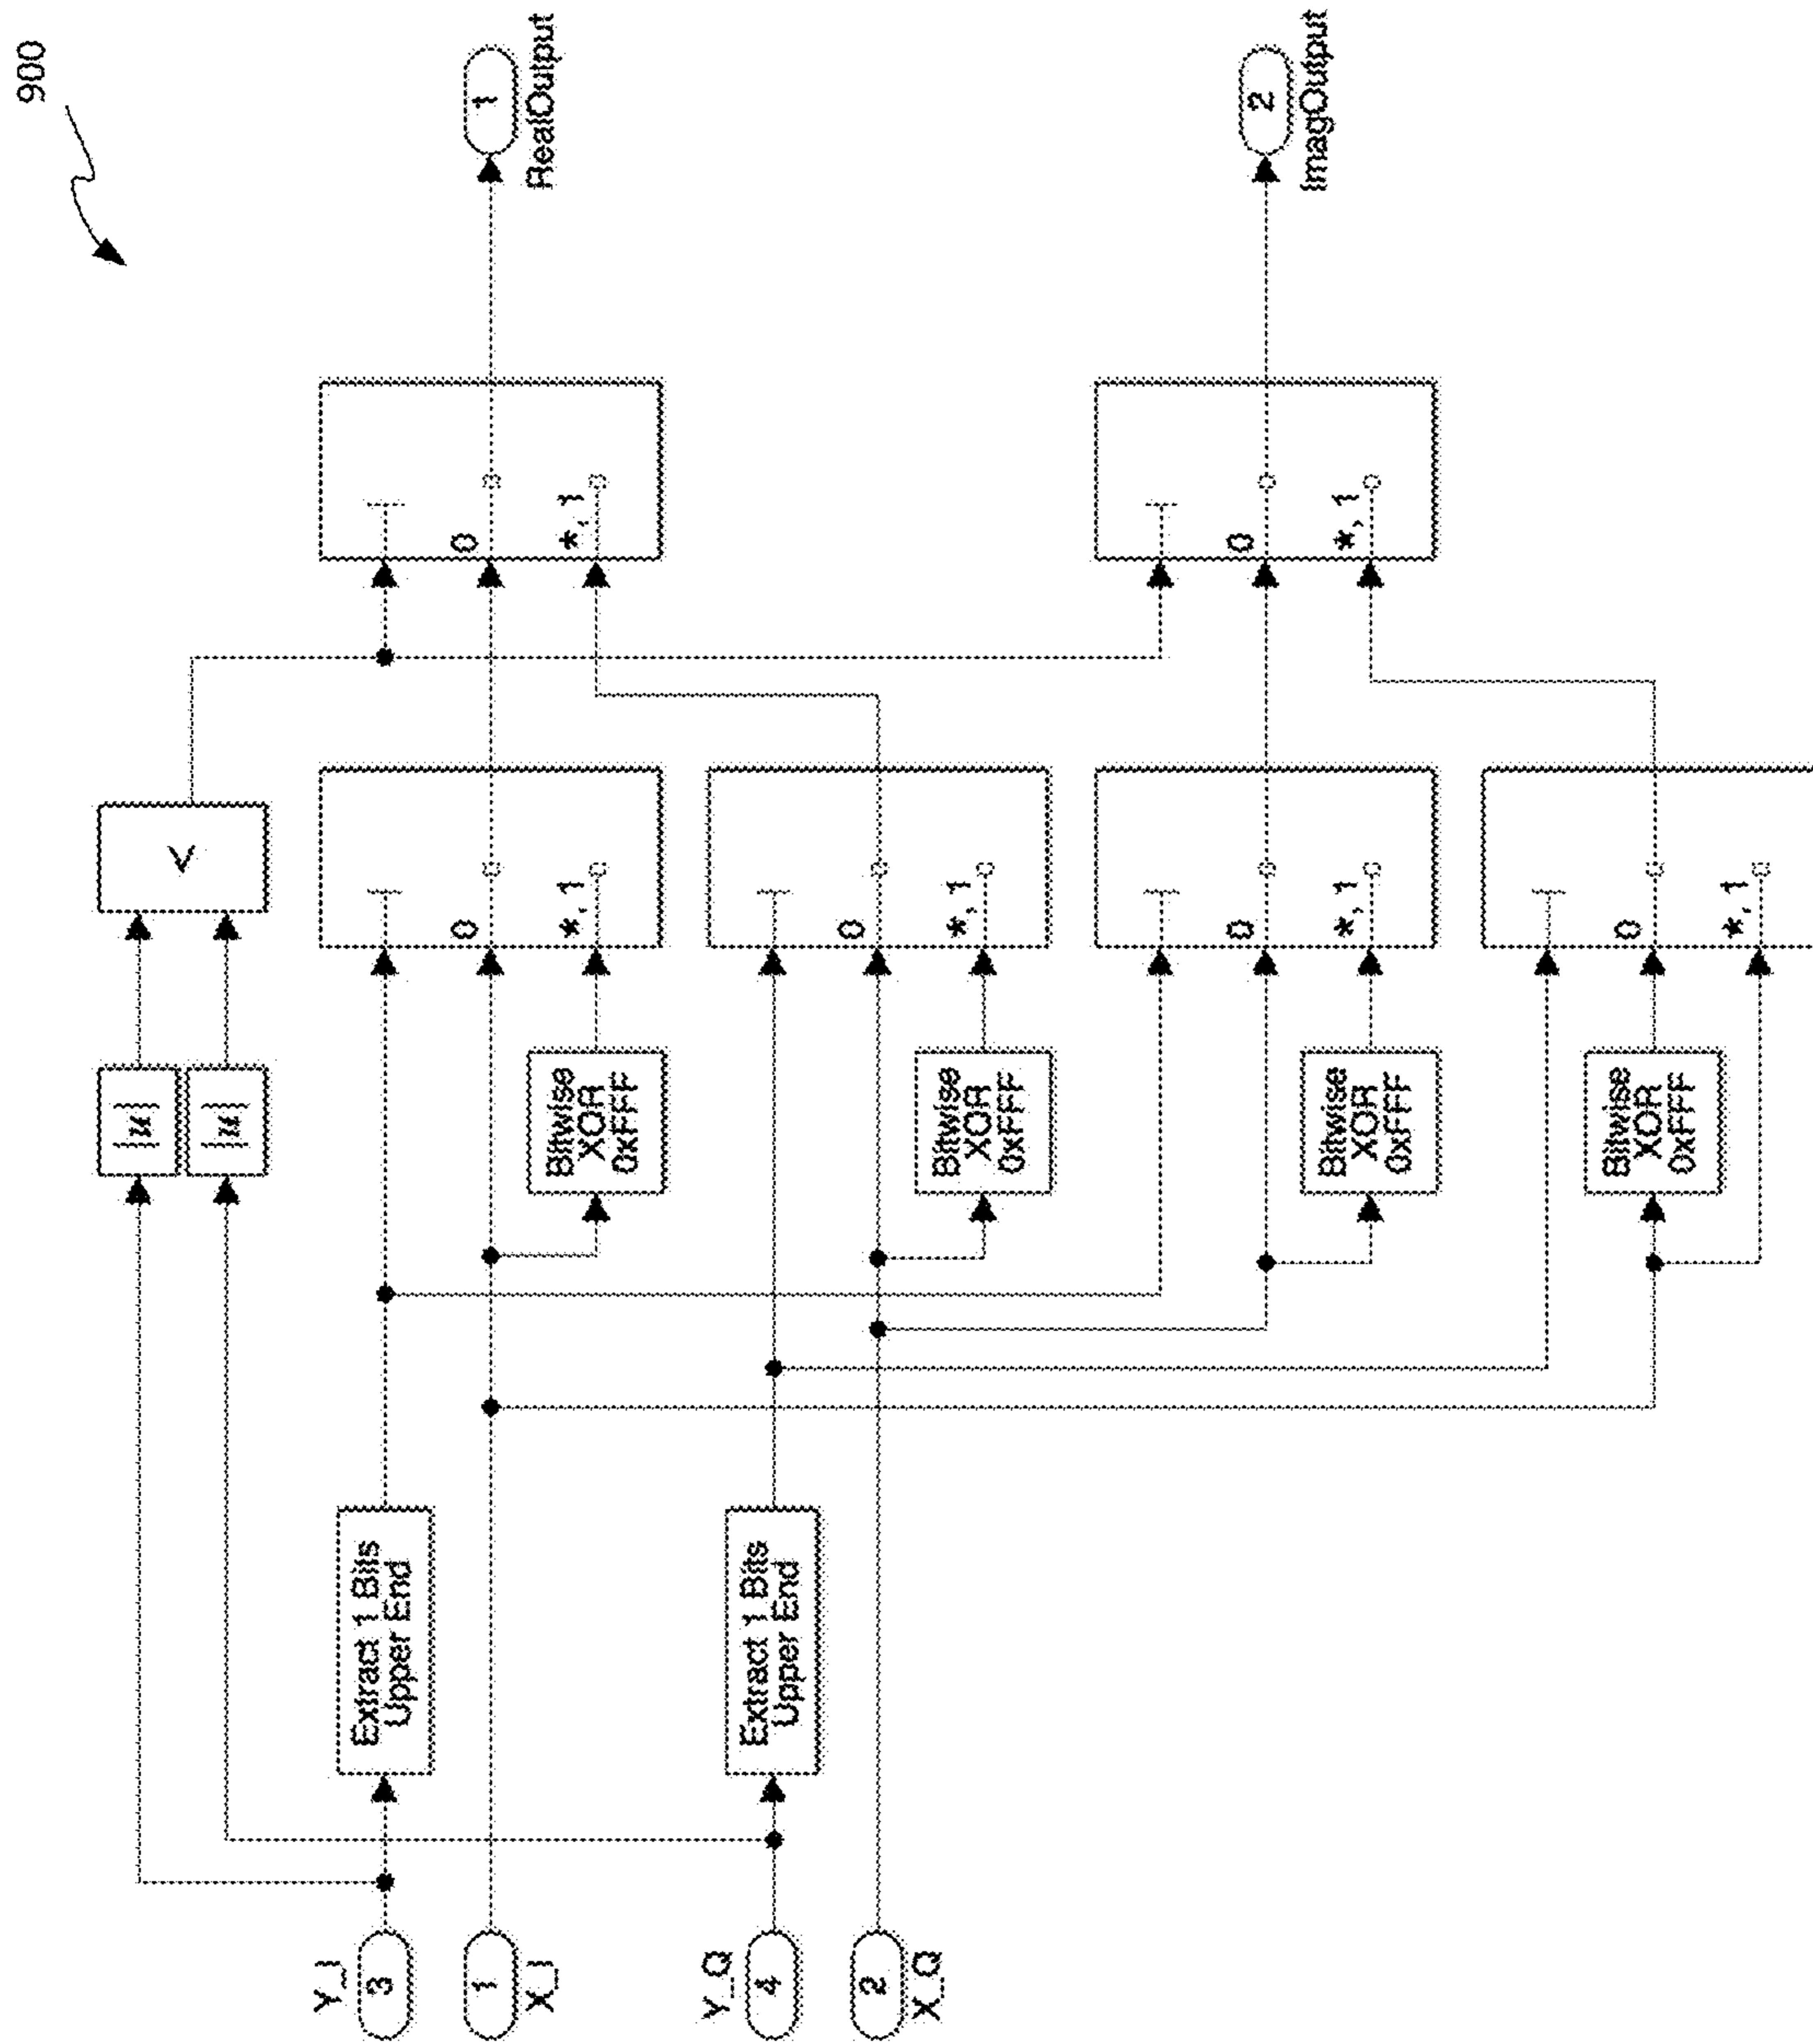 900
|u|
|u|
<
Y_I
3
Extract 1 Bits
Upper End
0
*, 1
0
*, 1
1
RealOutput
1
X_I
Bitwise
XOR
0xFFF
Y_Q
4
Extract 1 Bits
Upper End
0
*, 1
2
X_Q
Bitwise
XOR
0xFFF
0
*, 1
0
*, 1
2
ImagOutput
Bitwise
XOR
0xFFF
0
*, 1
Bitwise
XOR
0xFFF